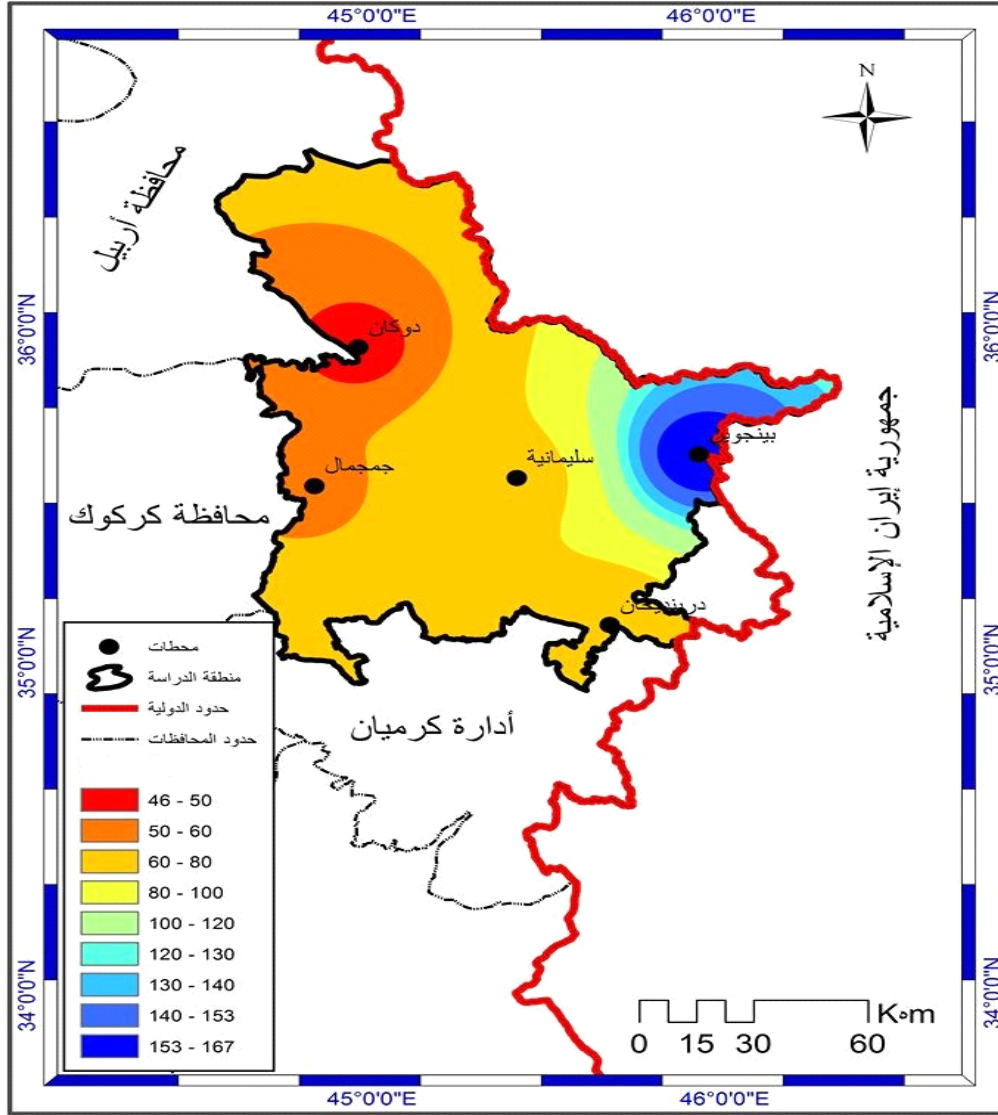 45°0'0"E 46°0'0"E
N
محافظة أربيل
36°0'0"N 36°0'0"N
دوكان
بينجوين
سليمانية
جمجمال
محافظة كركوك
جمهورية إيران الإسلامية
دربنديخان
35°0'0"N 35°0'0"N
أدارة كرميان
محطات
منطقة الدراسة
حدود الدولية
حدود المحافظات
46 - 50
50 - 60
60 - 80
80 - 100
100 - 120
120 - 130
130 - 140
140 - 153
153 - 167
34°0'0"N 34°0'0"N
Kم
0 15 30 60
45°0'0"E 46°0'0"E